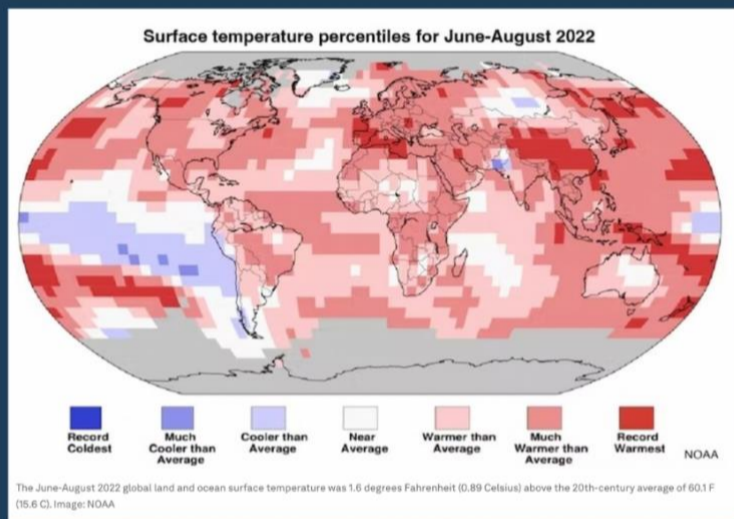 Surface temperature percentiles for June-August 2022
Record
Coldest
Much
Cooler than
Average
Cooler than
Average
Near
Average
Warmer than
Average
Much
Warmer than
Average
Record
Warmest
NOAA
The June-August 2022 global land and ocean surface temperature was 1.6 degrees Fahrenheit (0.89 Celsius) above the 20th-century average of 60.1 F
(15.6 C). Image: NOAA